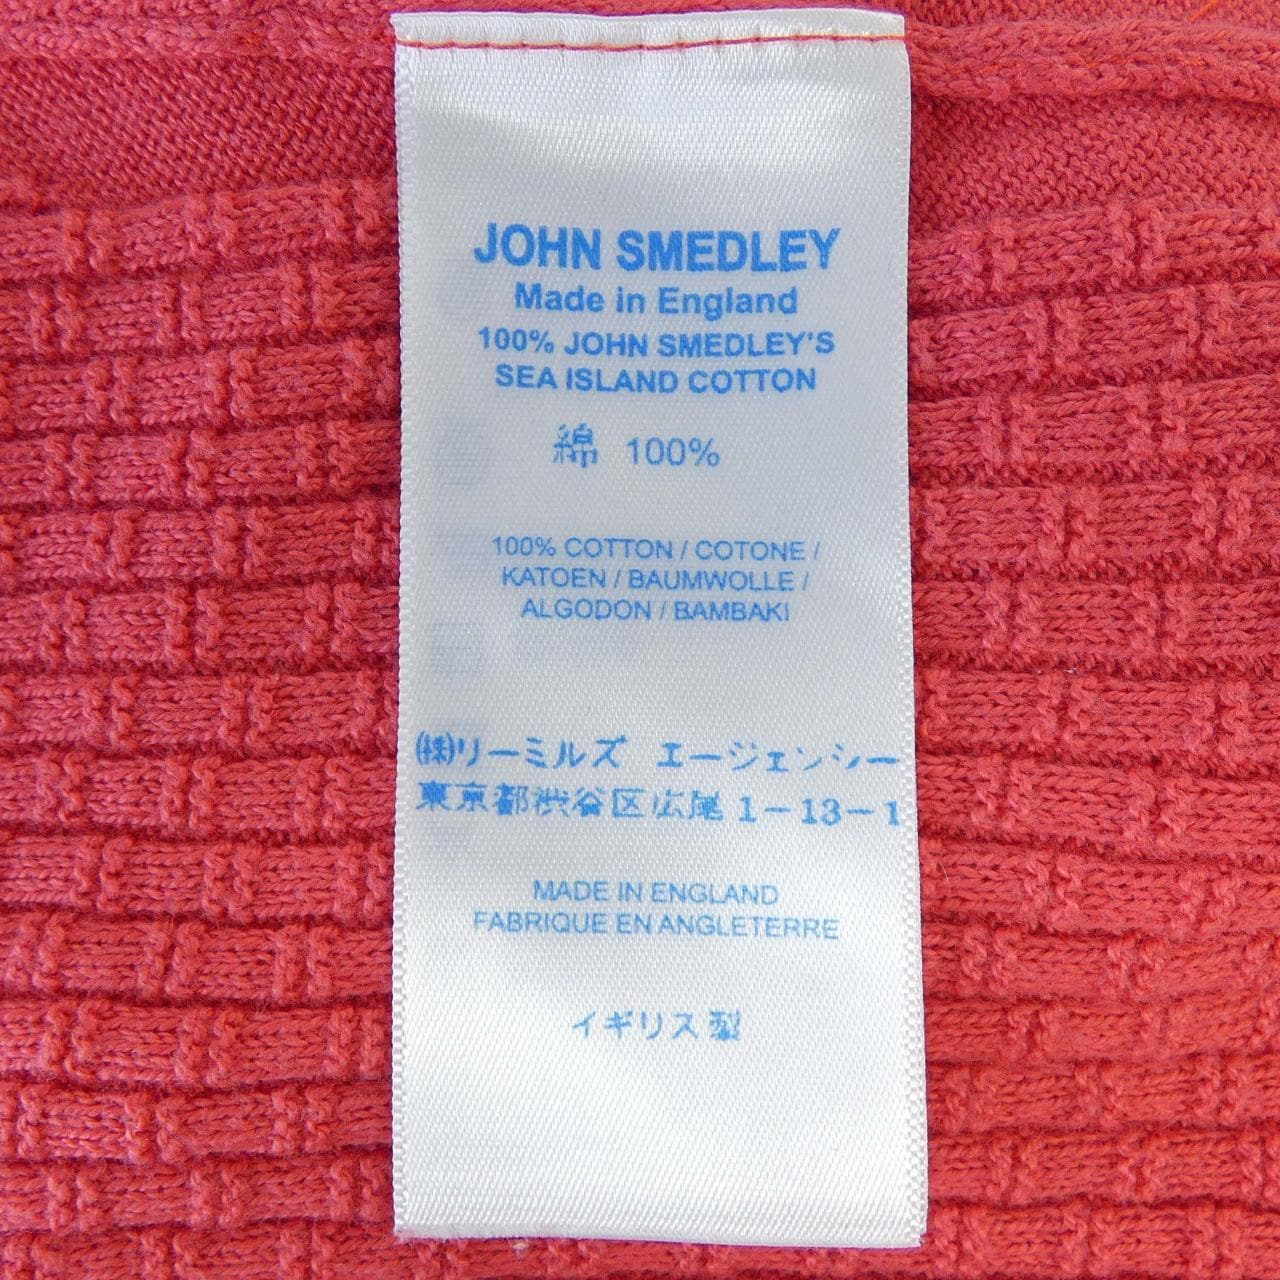 JOHN SMEDLEY
Made in England
100% JOHN SMEDLEY'S
SEA ISLAND COTTON
綿 100%
100% COTTON / COTONE /
KATOEN / BAUMWOLLE /
ALGODON / BAMBAKI
㈱リーミルズ エージェンシー
東京都渋谷区広尾1-13-1
MADE IN ENGLAND
FABRIQUE EN ANGLETERRE
イギリス製